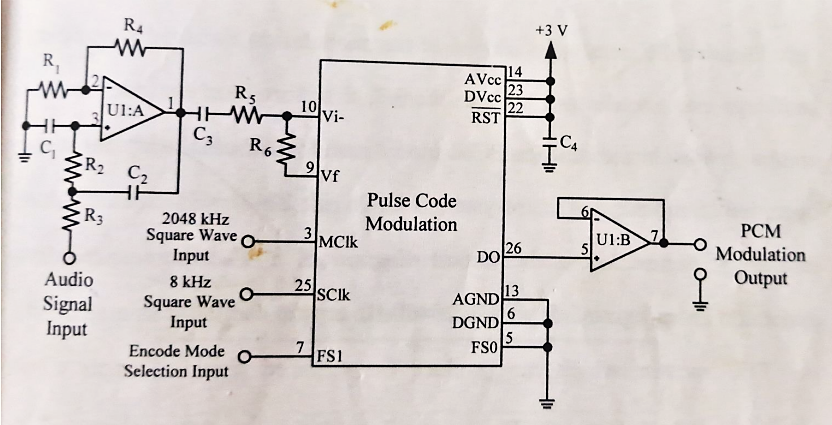 R4
+3 V
R1
2
-
U1:A
1
3
+
C1
R2
C2
R3
C3
R5
R6
10
Vi-
9
Vf
14
AVcc
23
DVcc
22
RST
C4
Pulse Code
Modulation
2048 kHz
Square Wave
Input
3
MClk
8 kHz
Square Wave
Input
25
SClk
Encode Mode
Selection Input
7
FS1
Audio
Signal
Input
26
DO
13
AGND
6
DGND
5
FS0
6
-
U1:B
7
5
+
PCM
Modulation
Output